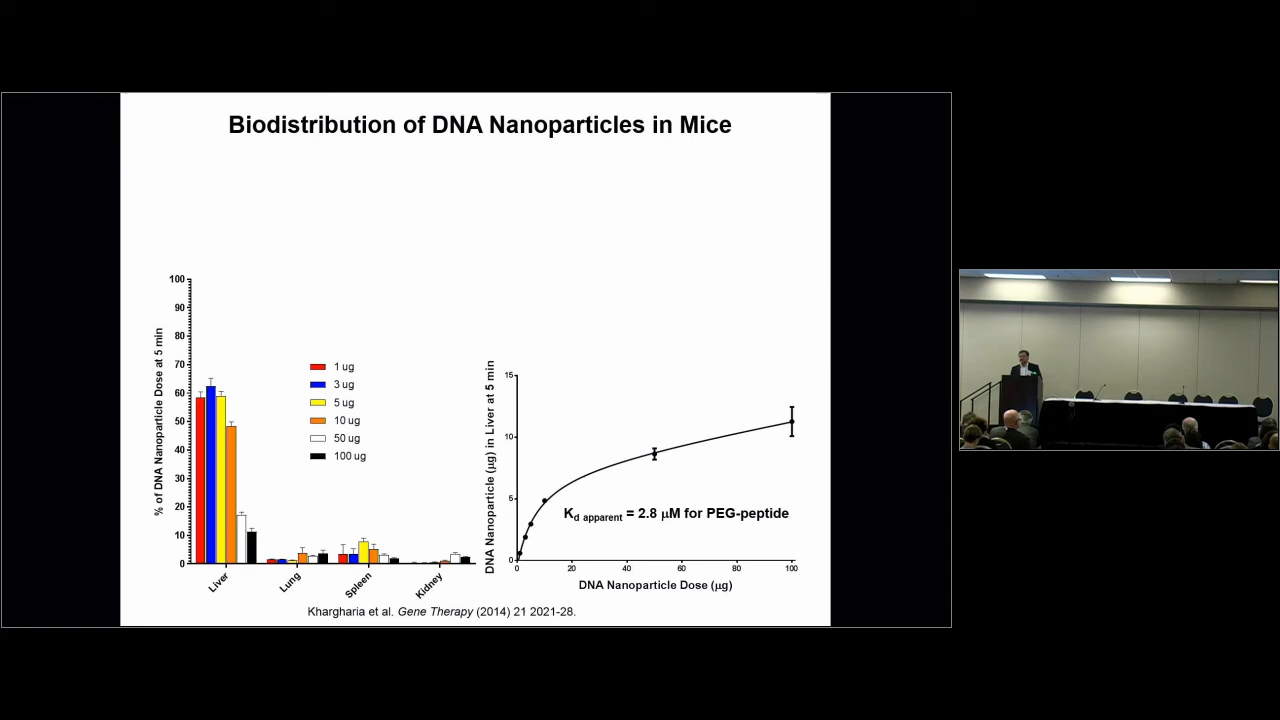 Biodistribution of DNA Nanoparticles in Mice
% of DNA Nanoparticle Dose at 5 min
100
90
80
70
60
50
40
30
20
10
0
Liver
Lung
Spleen
Kidney
1 ug
3 ug
5 ug
10 ug
50 ug
100 ug
DNA Nanoparticle (µg) in Liver at 5 min
15
10
5
0
0
20
40
60
80
100
DNA Nanoparticle Dose (µg)
Kd apparent = 2.8 µM for PEG-peptide
Khargharia et al. Gene Therapy (2014) 21 2021-28.